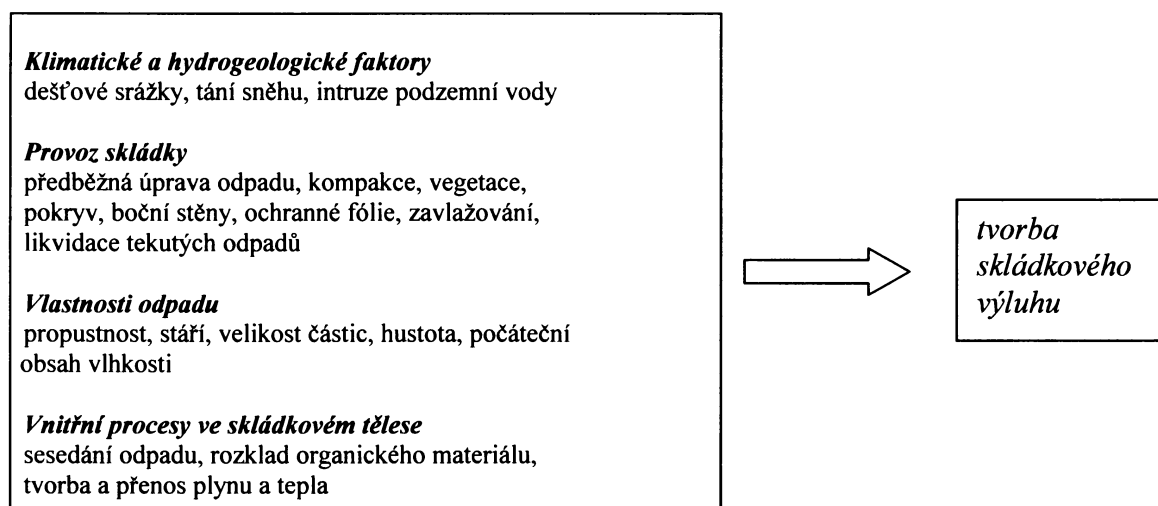 Klimatické a hydrogeologické faktory
dešťové srážky, tání sněhu, intruze podzemní vody
Provoz skládky
předběžná úprava odpadu, kompakce, vegetace,
pokryv, boční stěny, ochranné fólie, zavlažování,
likvidace tekutých odpadů
Vlastnosti odpadu
propustnost, stáří, velikost částic, hustota, počáteční
obsah vlhkosti
Vnitřní procesy ve skládkovém tělese
sesedání odpadu, rozklad organického materiálu,
tvorba a přenos plynu a tepla
tvorba
skládkového
výluhu